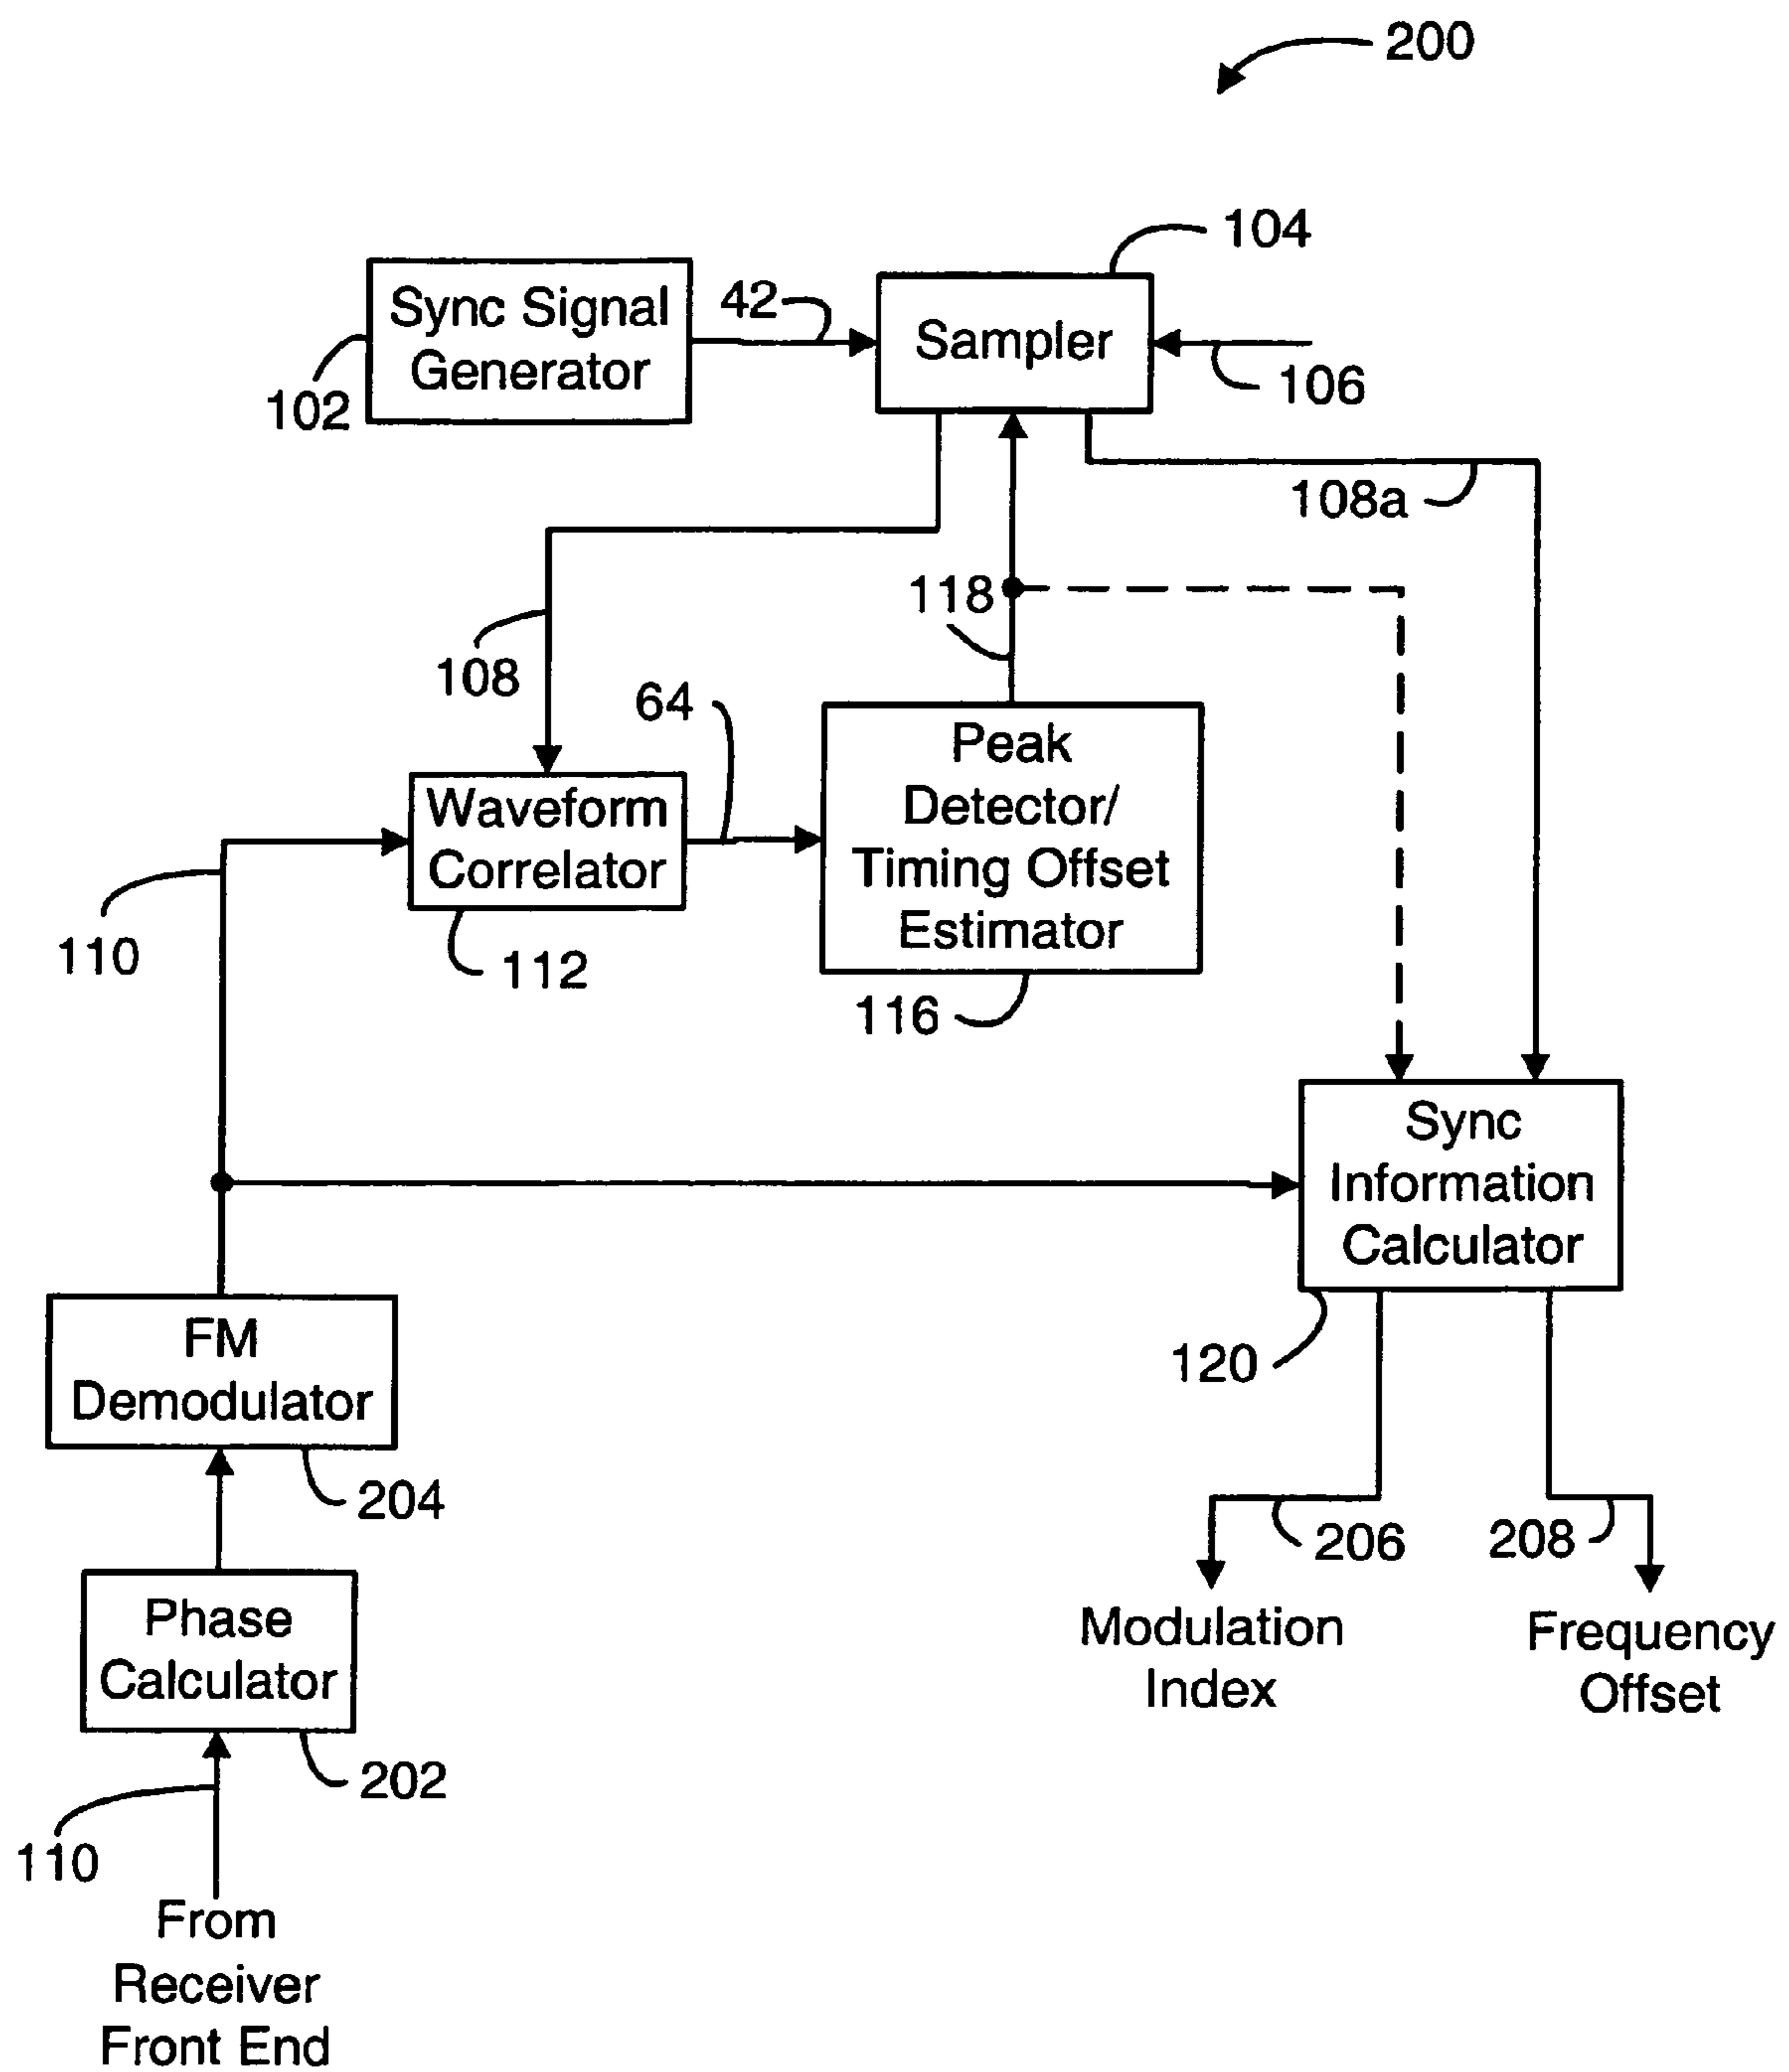 200
104
Sync Signal
Generator
42
Sampler
102
106
108a
118
108
64
Peak
Detector/
Timing Offset
Estimator
Waveform
Correlator
110
112
116
Sync
Information
Calculator
FM
Demodulator
120
204
206
208
Phase
Calculator
Modulation
Index
Frequency
Offset
202
110
From
Receiver
Front End